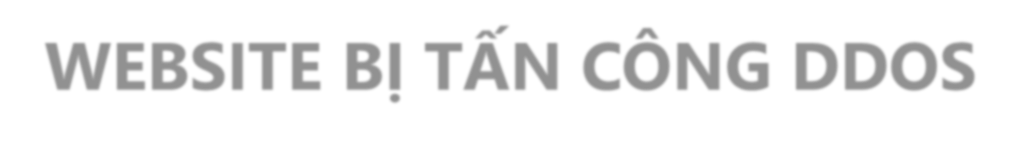 WEBSITE BỊ TẤN CÔNG DDOS